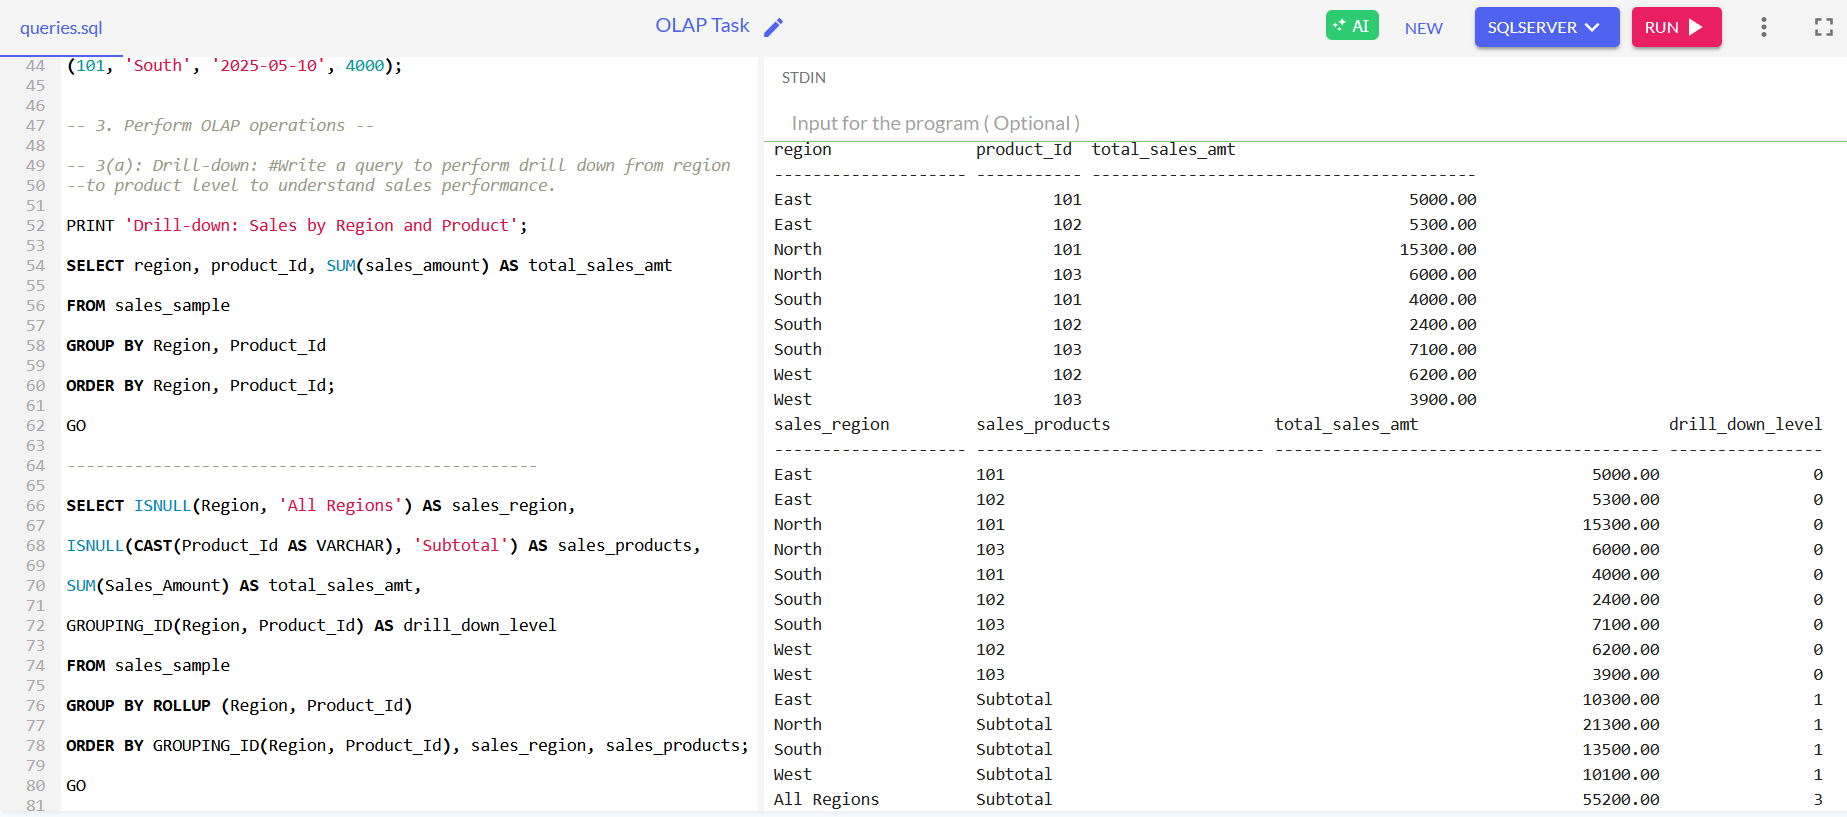 queries.sql
OLAP Task
AI
NEW
SQLSERVER
RUN
44 (101, 'South', '2025-05-10', 4000);
45
46
47 -- 3. Perform OLAP operations --
48
49 -- 3(a): Drill-down: #Write a query to perform drill down from region
50 --to product level to understand sales performance.
51
52 PRINT 'Drill-down: Sales by Region and Product';
53
54 SELECT region, product_Id, SUM(sales_amount) AS total_sales_amt
55
56 FROM sales_sample
57
58 GROUP BY Region, Product_Id
59
60 ORDER BY Region, Product_Id;
61
62 GO
63
64 -------------------------------------------------
65
66 SELECT ISNULL(Region, 'All Regions') AS sales_region,
67
68 ISNULL(CAST(Product_Id AS VARCHAR), 'Subtotal') AS sales_products,
69
70 SUM(Sales_Amount) AS total_sales_amt,
71
72 GROUPING_ID(Region, Product_Id) AS drill_down_level
73
74 FROM sales_sample
75
76 GROUP BY ROLLUP (Region, Product_Id)
77
78 ORDER BY GROUPING_ID(Region, Product_Id), sales_region, sales_products;
79
80 GO
81
STDIN
Input for the program ( Optional )
region product_Id total_sales_amt
-------------------- ----------- ----------------------------------------
East 101 5000.00
East 102 5300.00
North 101 15300.00
North 103 6000.00
South 101 4000.00
South 102 2400.00
South 103 7100.00
West 102 6200.00
West 103 3900.00
sales_region sales_products total_sales_amt drill_down_level
-------------------- ------------------------------ ---------------------------------------- ----------------
East 101 5000.00 0
East 102 5300.00 0
North 101 15300.00 0
North 103 6000.00 0
South 101 4000.00 0
South 102 2400.00 0
South 103 7100.00 0
West 102 6200.00 0
West 103 3900.00 0
East Subtotal 10300.00 1
North Subtotal 21300.00 1
South Subtotal 13500.00 1
West Subtotal 10100.00 1
All Regions Subtotal 55200.00 3